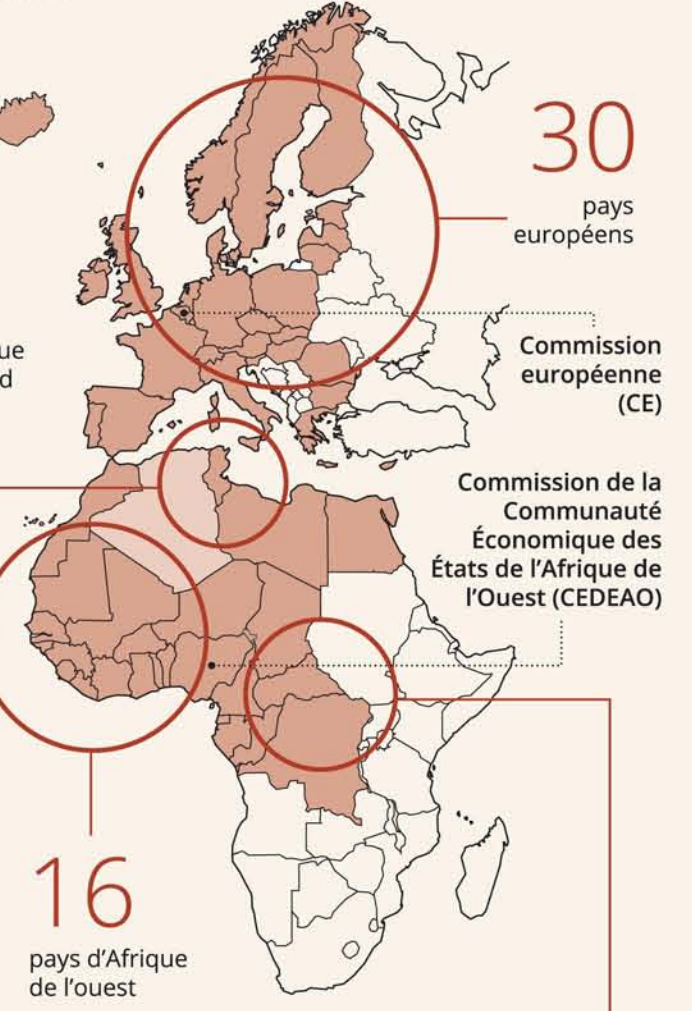 30
pays
européens
ue
d
Commission
européenne
(CE)
Commission de la
Communauté
Économique des
États de l'Afrique de
l'Ouest (CEDEAO)
16
pays d'Afrique
de l'ouest